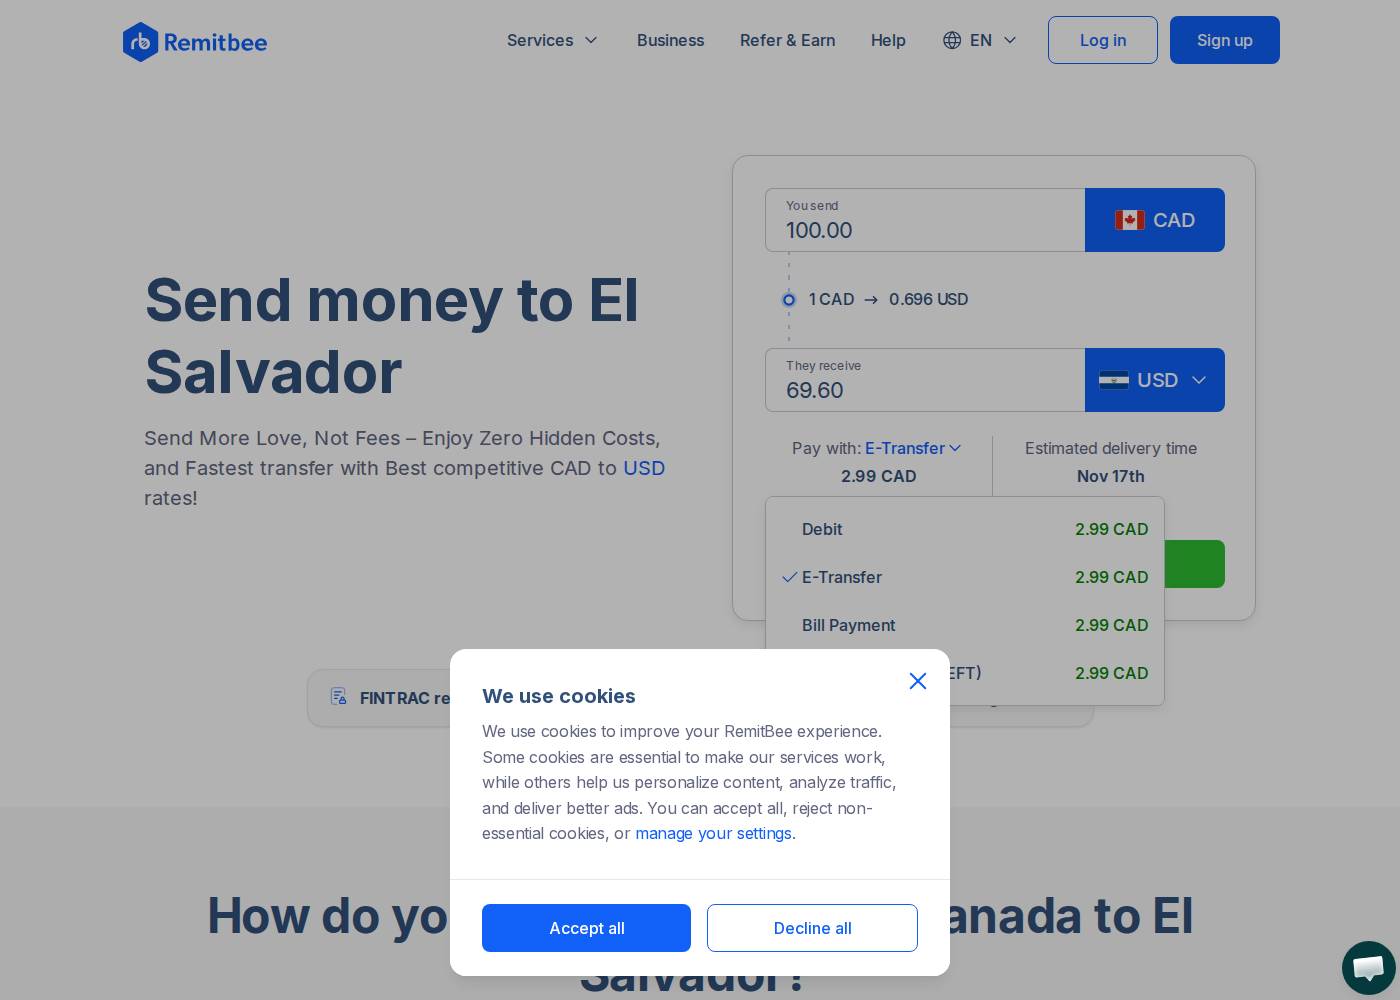 Remitbee
Services
Business
Refer & Earn
Help
EN
Log in
Sign up
Send money to El
Salvador
Send More Love, Not Fees – Enjoy Zero Hidden Costs,
and Fastest transfer with Best competitive CAD to USD
rates!
You send
100.00
CAD
1 CAD → 0.696 USD
They receive
69.60
USD
Pay with: E-Transfer
2.99 CAD
Estimated delivery time
Nov 17th
Debit 2.99 CAD
E-Transfer 2.99 CAD
Bill Payment 2.99 CAD
EFT) 2.99 CAD
FINTRAC re
We use cookies
We use cookies to improve your RemitBee experience.
Some cookies are essential to make our services work,
while others help us personalize content, analyze traffic,
and deliver better ads. You can accept all, reject non-
essential cookies, or manage your settings.
Accept all
Decline all
How do yo
anada to El
Salvador?